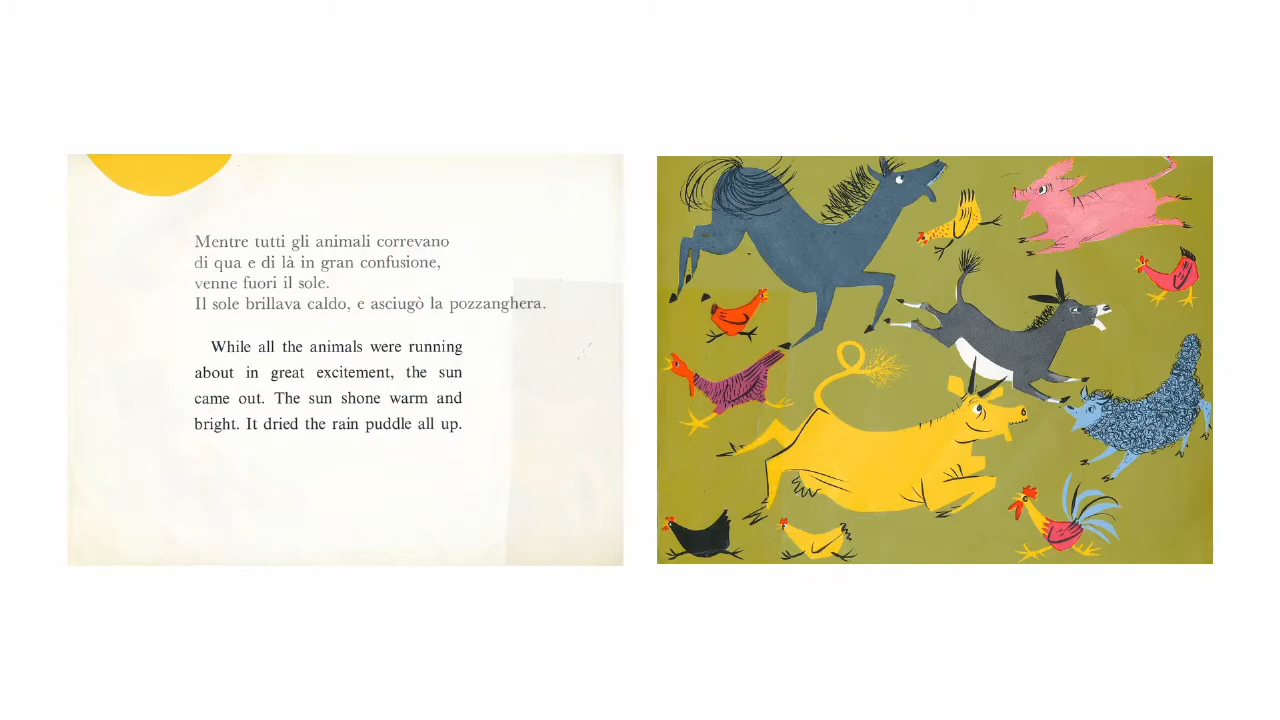 Mentre tutti gli animali correvano
di qua e di là in gran confusione,
venne fuori il sole.
Il sole brillava caldo, e asciugò la pozzanghera.
While all the animals were running
about in great excitement, the sun
came out. The sun shone warm and
bright. It dried the rain puddle all up.